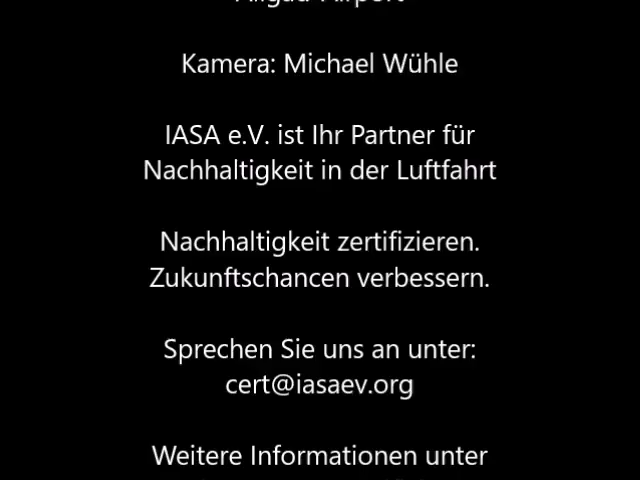 Kamera: Michael Wühle
IASA e.V. ist Ihr Partner für
Nachhaltigkeit in der Luftfahrt
Nachhaltigkeit zertifizieren.
Zukunftschancen verbessern.
Sprechen Sie uns an unter:
cert@iasaev.org
Weitere Informationen unter